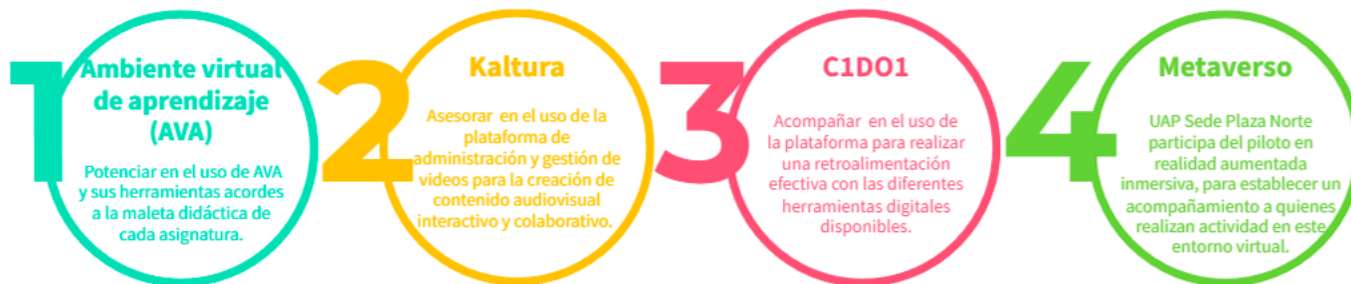 1
Ambiente virtual
de aprendizaje
(AVA)
Potenciar en el uso de AVA
y sus herramientas acordes
a la maleta didáctica de
cada asignatura.
2
Kaltura
Asesorar en el uso de la
plataforma de
administración y gestión de
videos para la creación de
contenido audiovisual
interactivo y colaborativo.
3
C1DO1
Acompañar en el uso de
la plataforma para realizar
una retroalimentación
efectiva con las diferentes
herramientas digitales
disponibles.
4
Metaverso
UAP Sede Plaza Norte
participa del piloto en
realidad aumentada
inmersiva, para establecer un
acompañamiento a quienes
realizan actividad en este
entorno virtual.